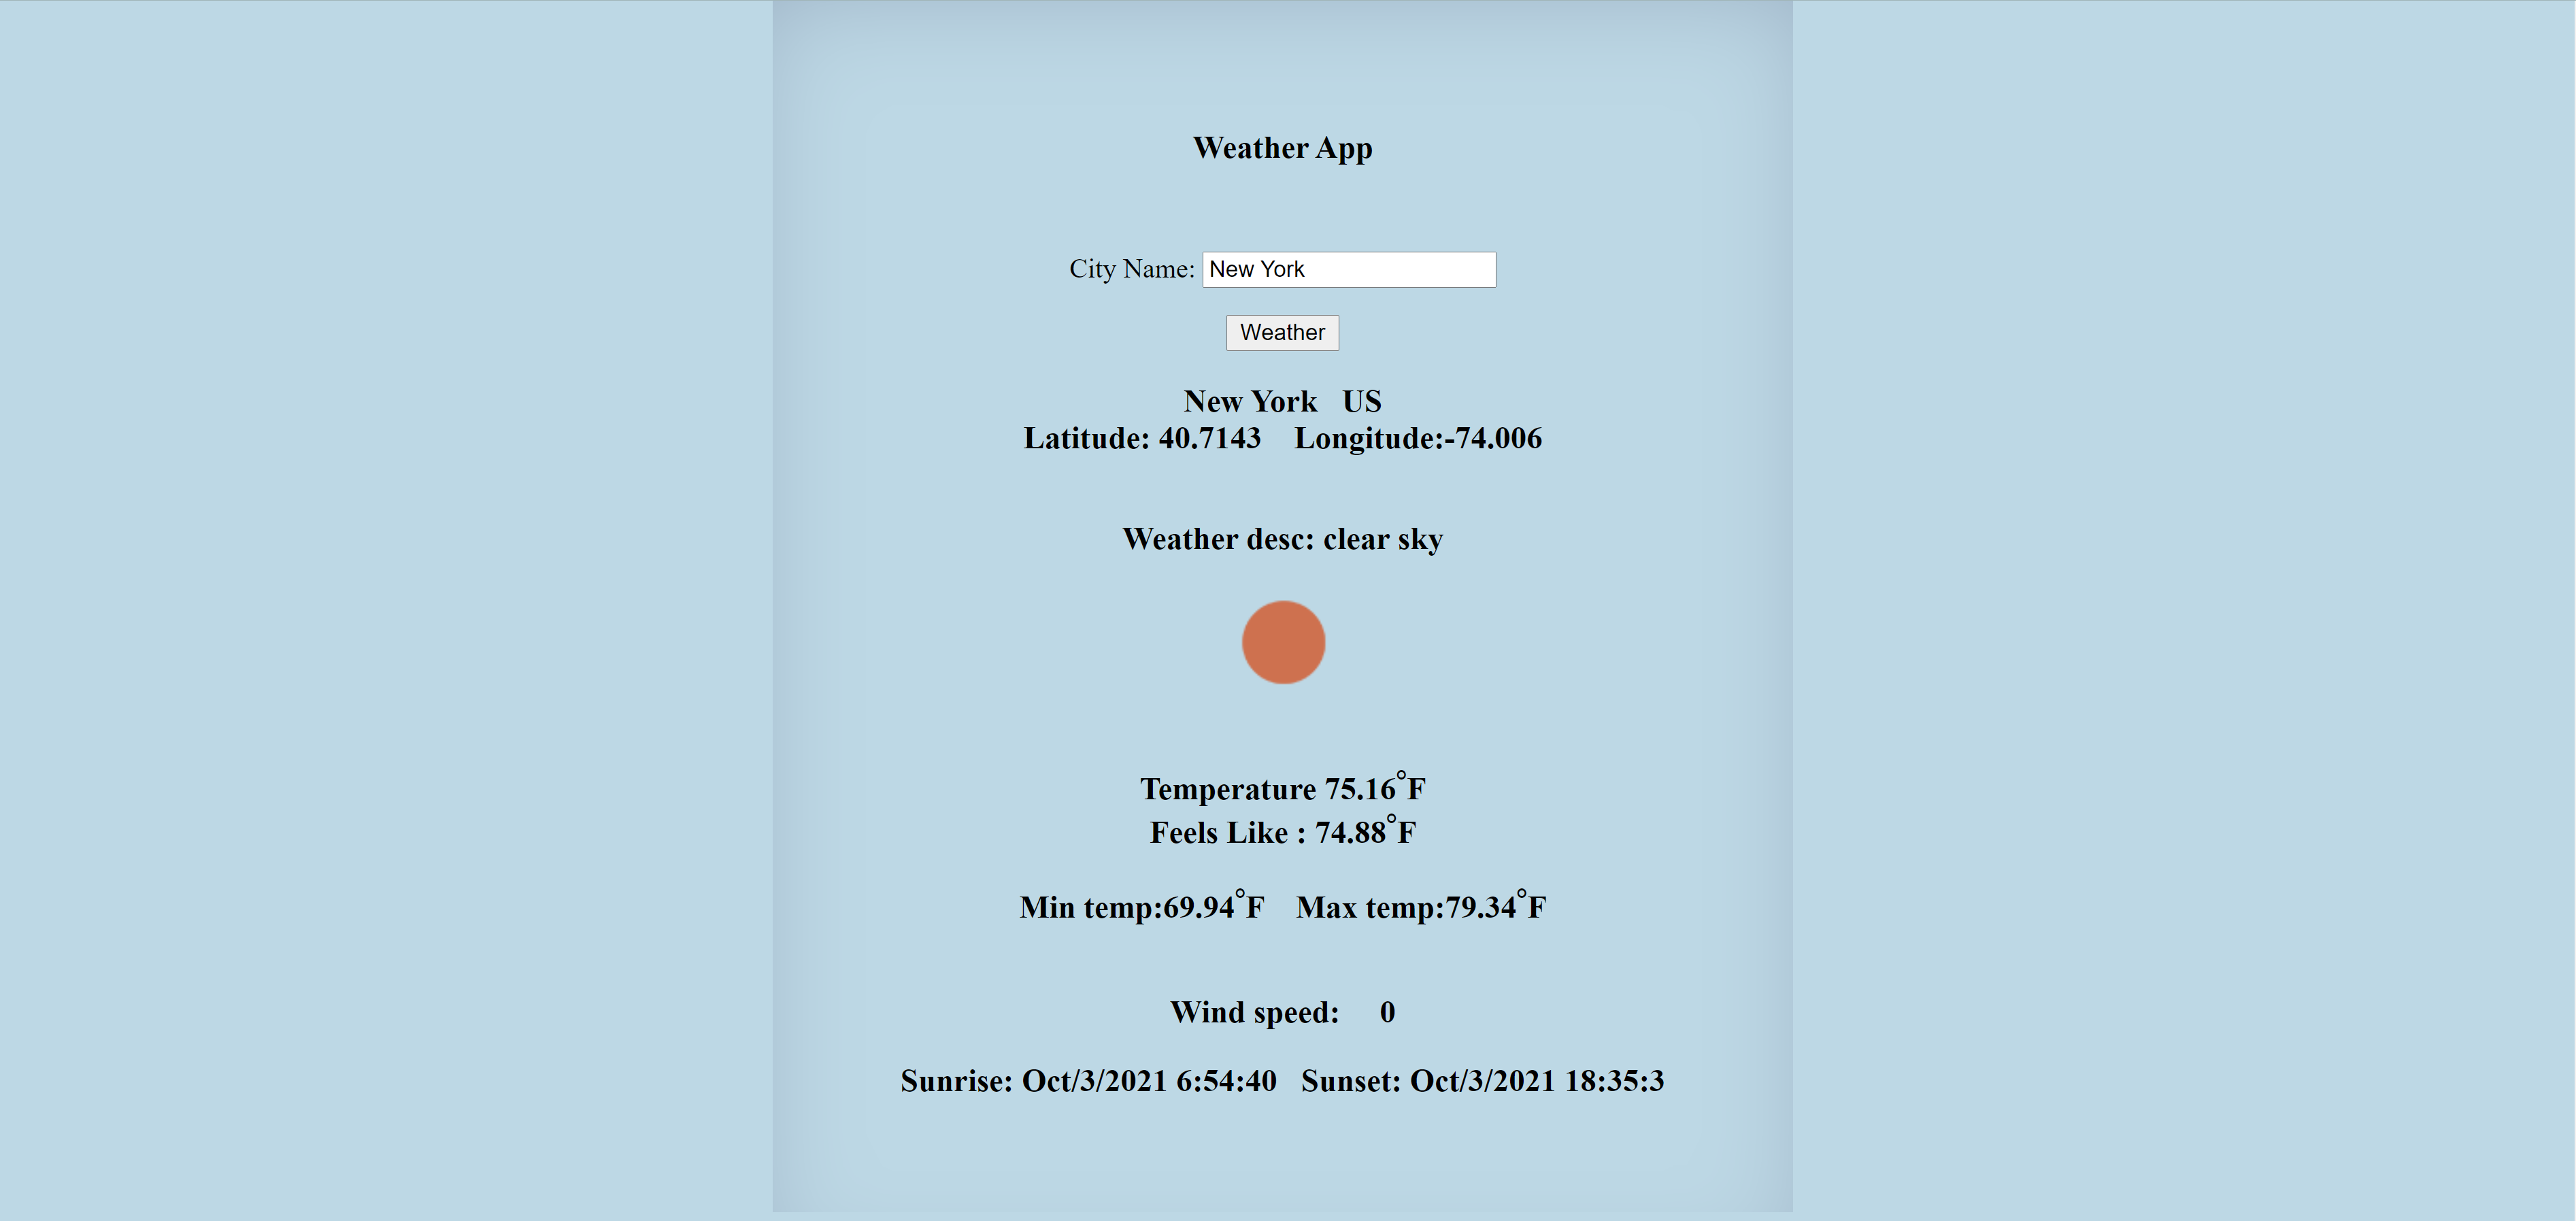 Weather App
City Name: New York
Weather
New York US
Latitude: 40.7143 Longitude:-74.006
Weather desc: clear sky
Temperature 75.16°F
Feels Like : 74.88°F
Min temp:69.94°F Max temp:79.34°F
Wind speed: 0
Sunrise: Oct/3/2021 6:54:40 Sunset: Oct/3/2021 18:35:3